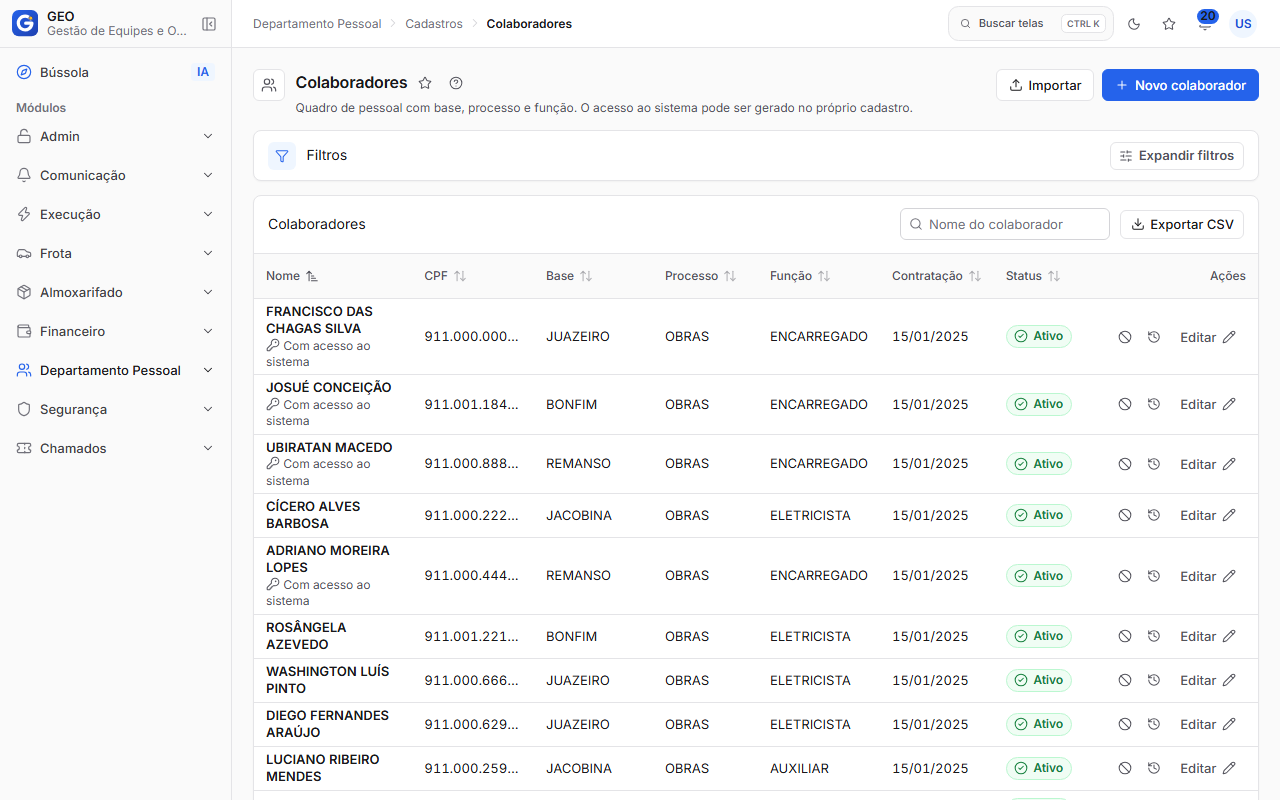 GEO
Gestão de Equipes e O...
Departamento Pessoal > Cadastros > Colaboradores
Buscar telas CTRL K
20
US
Bússola IA
Módulos
Admin
Comunicação
Execução
Frota
Almoxarifado
Financeiro
Departamento Pessoal
Segurança
Chamados
Colaboradores
Quadro de pessoal com base, processo e função. O acesso ao sistema pode ser gerado no próprio cadastro.
Importar
+ Novo colaborador
Filtros
Expandir filtros
Colaboradores
Nome do colaborador
Exportar CSV
Nome CPF Base Processo Função Contratação Status Ações
FRANCISCO DAS
CHAGAS SILVA
Com acesso ao
sistema
911.000.000... JUAZEIRO OBRAS ENCARREGADO 15/01/2025 Ativo Editar
JOSUÉ CONCEIÇÃO
Com acesso ao
sistema
911.001.184... BONFIM OBRAS ENCARREGADO 15/01/2025 Ativo Editar
UBIRATAN MACEDO
Com acesso ao
sistema
911.000.888... REMANSO OBRAS ENCARREGADO 15/01/2025 Ativo Editar
CÍCERO ALVES
BARBOSA
911.000.222... JACOBINA OBRAS ELETRICISTA 15/01/2025 Ativo Editar
ADRIANO MOREIRA
LOPES
Com acesso ao
sistema
911.000.444... REMANSO OBRAS ENCARREGADO 15/01/2025 Ativo Editar
ROSÂNGELA
AZEVEDO
911.001.221... BONFIM OBRAS ELETRICISTA 15/01/2025 Ativo Editar
WASHINGTON LUÍS
PINTO
911.000.666... JUAZEIRO OBRAS ELETRICISTA 15/01/2025 Ativo Editar
DIEGO FERNANDES
ARAÚJO
911.000.629... JUAZEIRO OBRAS ELETRICISTA 15/01/2025 Ativo Editar
LUCIANO RIBEIRO
MENDES
911.000.259... JACOBINA OBRAS AUXILIAR 15/01/2025 Ativo Editar